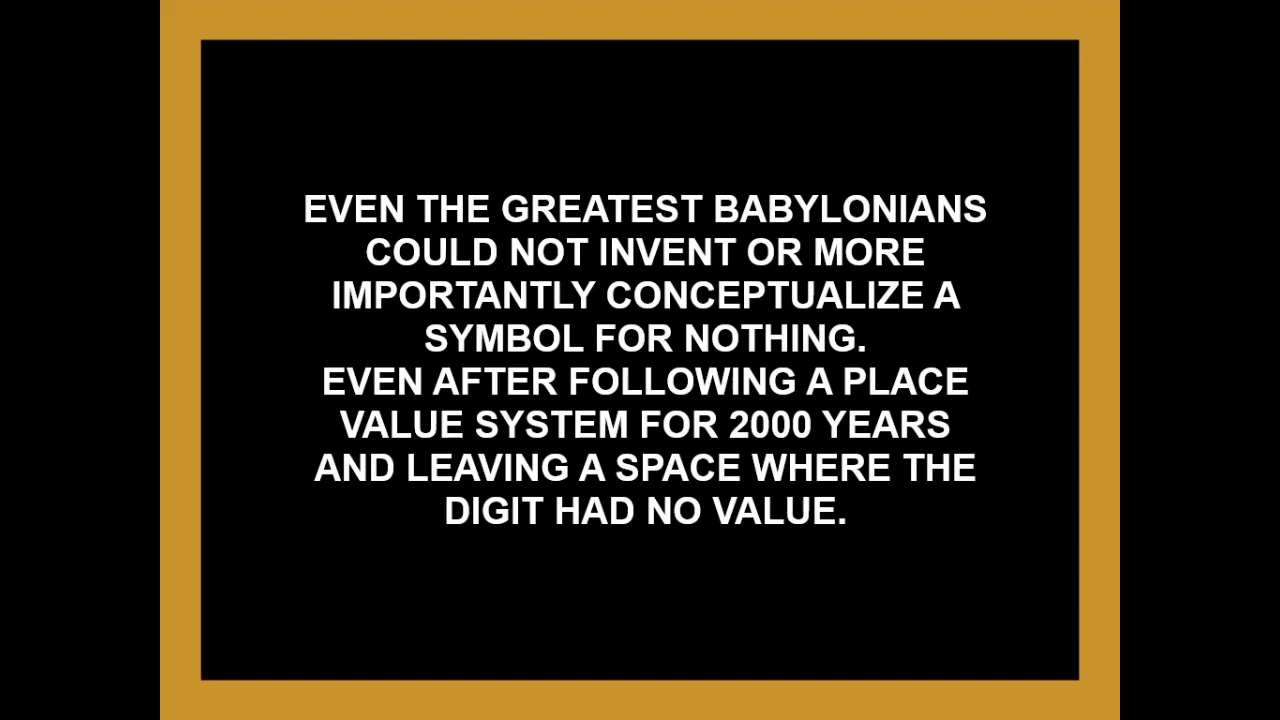 EVEN THE GREATEST BABYLONIANS
COULD NOT INVENT OR MORE
IMPORTANTLY CONCEPTUALIZE A
SYMBOL FOR NOTHING.
EVEN AFTER FOLLOWING A PLACE
VALUE SYSTEM FOR 2000 YEARS
AND LEAVING A SPACE WHERE THE
DIGIT HAD NO VALUE.